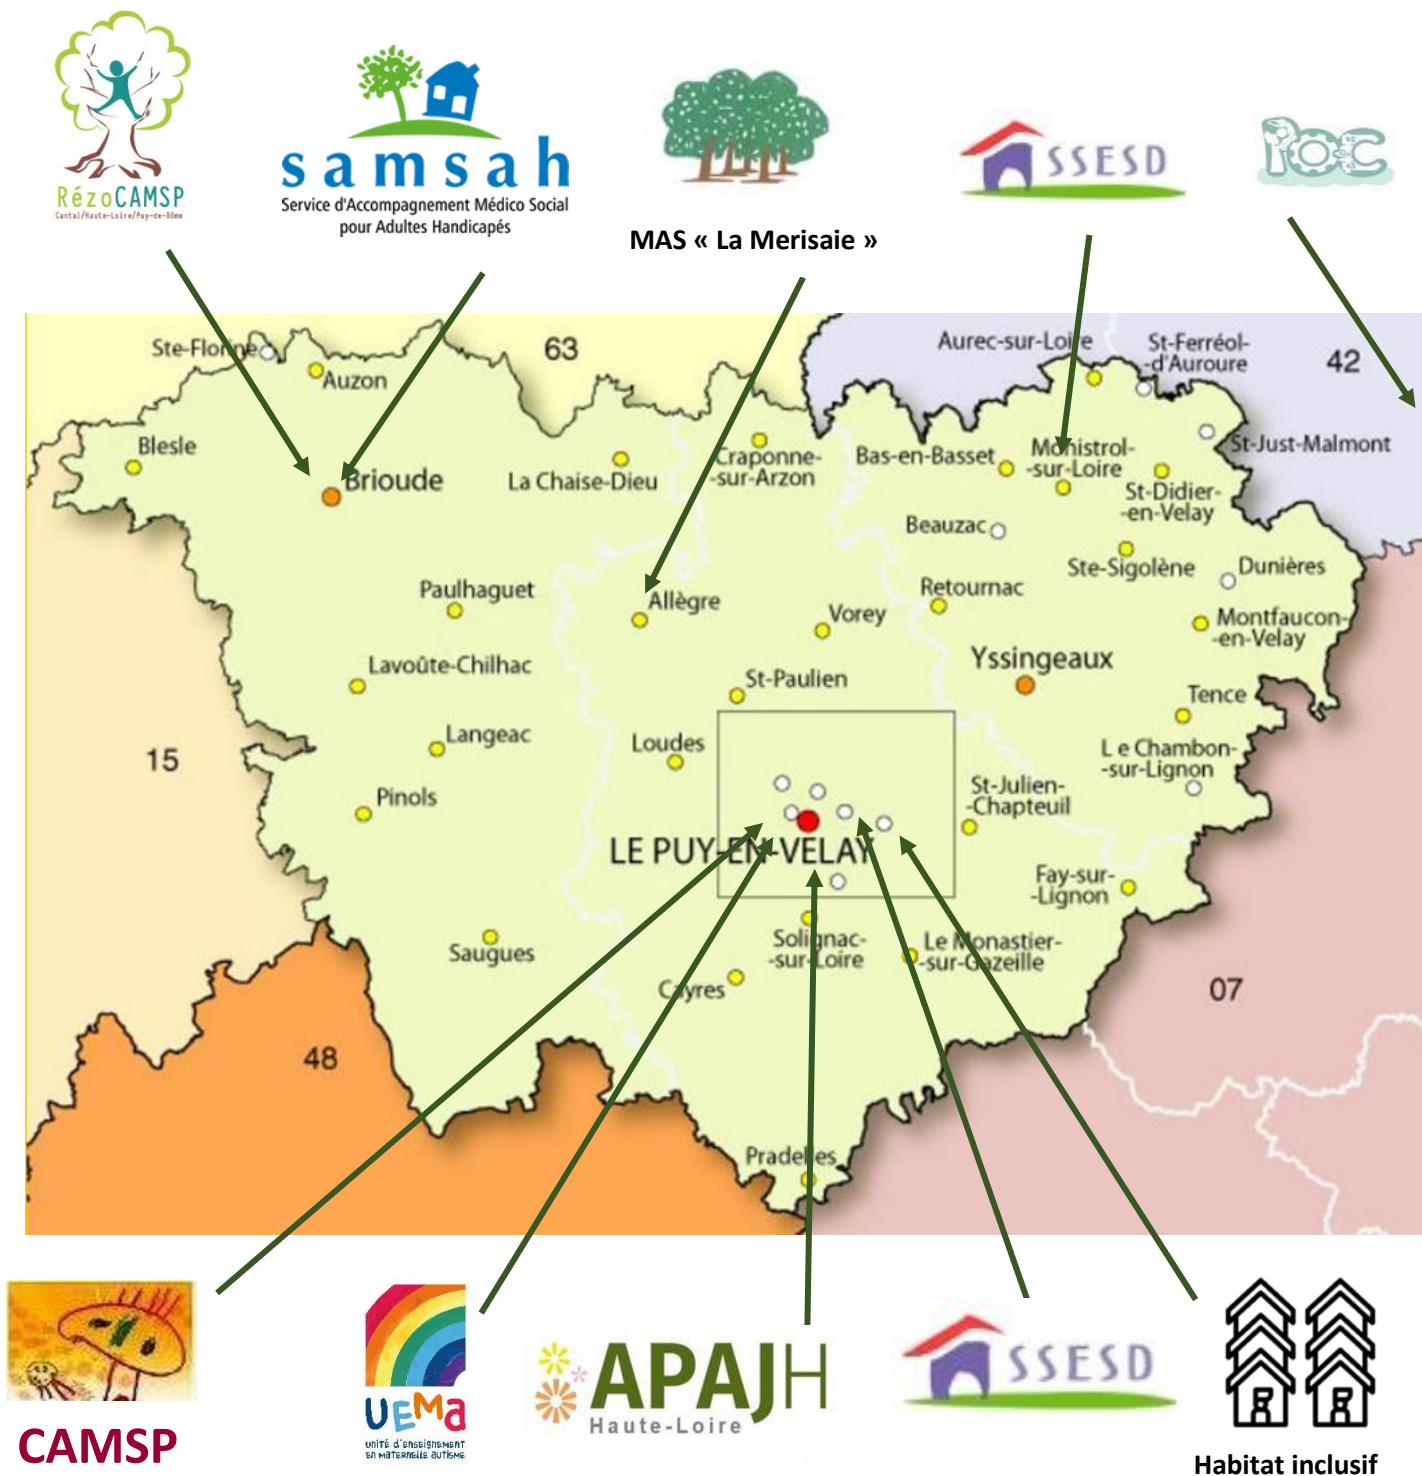 RézoCAMSP
Cantal/Haute-Loire/Puy-de-Dôme
samsah
Service d'Accompagnement Médico Social
pour Adultes Handicapés
MAS « La Merisaie »
SSESD
POC
Ste-Florine
Auzon
63
Aurec-sur-Loire
St-Ferréol-
-d'Auroure
42
Blesle
Brioude
La Chaise-Dieu
Craponne-
-sur-Arzon
Bas-en-Basset
Monistrol-
-sur-Loire
St-Just-Malmont
St-Didier-
-en-Velay
Beauzac
Ste-Sigolène
Dunières
Paulhaguet
Allègre
Vorey
Retournac
Montfaucon-
-en-Velay
Lavoûte-Chilhac
St-Paulien
Yssingeaux
Tence
15
Langeac
Loudes
L e Chambon-
-sur-Lignon
Pinols
St-Julien-
-Chapteuil
LE PUY-EN-VELAY
Fay-sur-
-Lignon
Saugues
Solignac-
-sur-Loire
Le Monastier-
-sur-Gazeille
Cayres
07
48
Pradelles
CAMSP
UEMa
unité d'enseignement
en maternelle autisme
APAJH
Haute-Loire
SSESD
Habitat inclusif